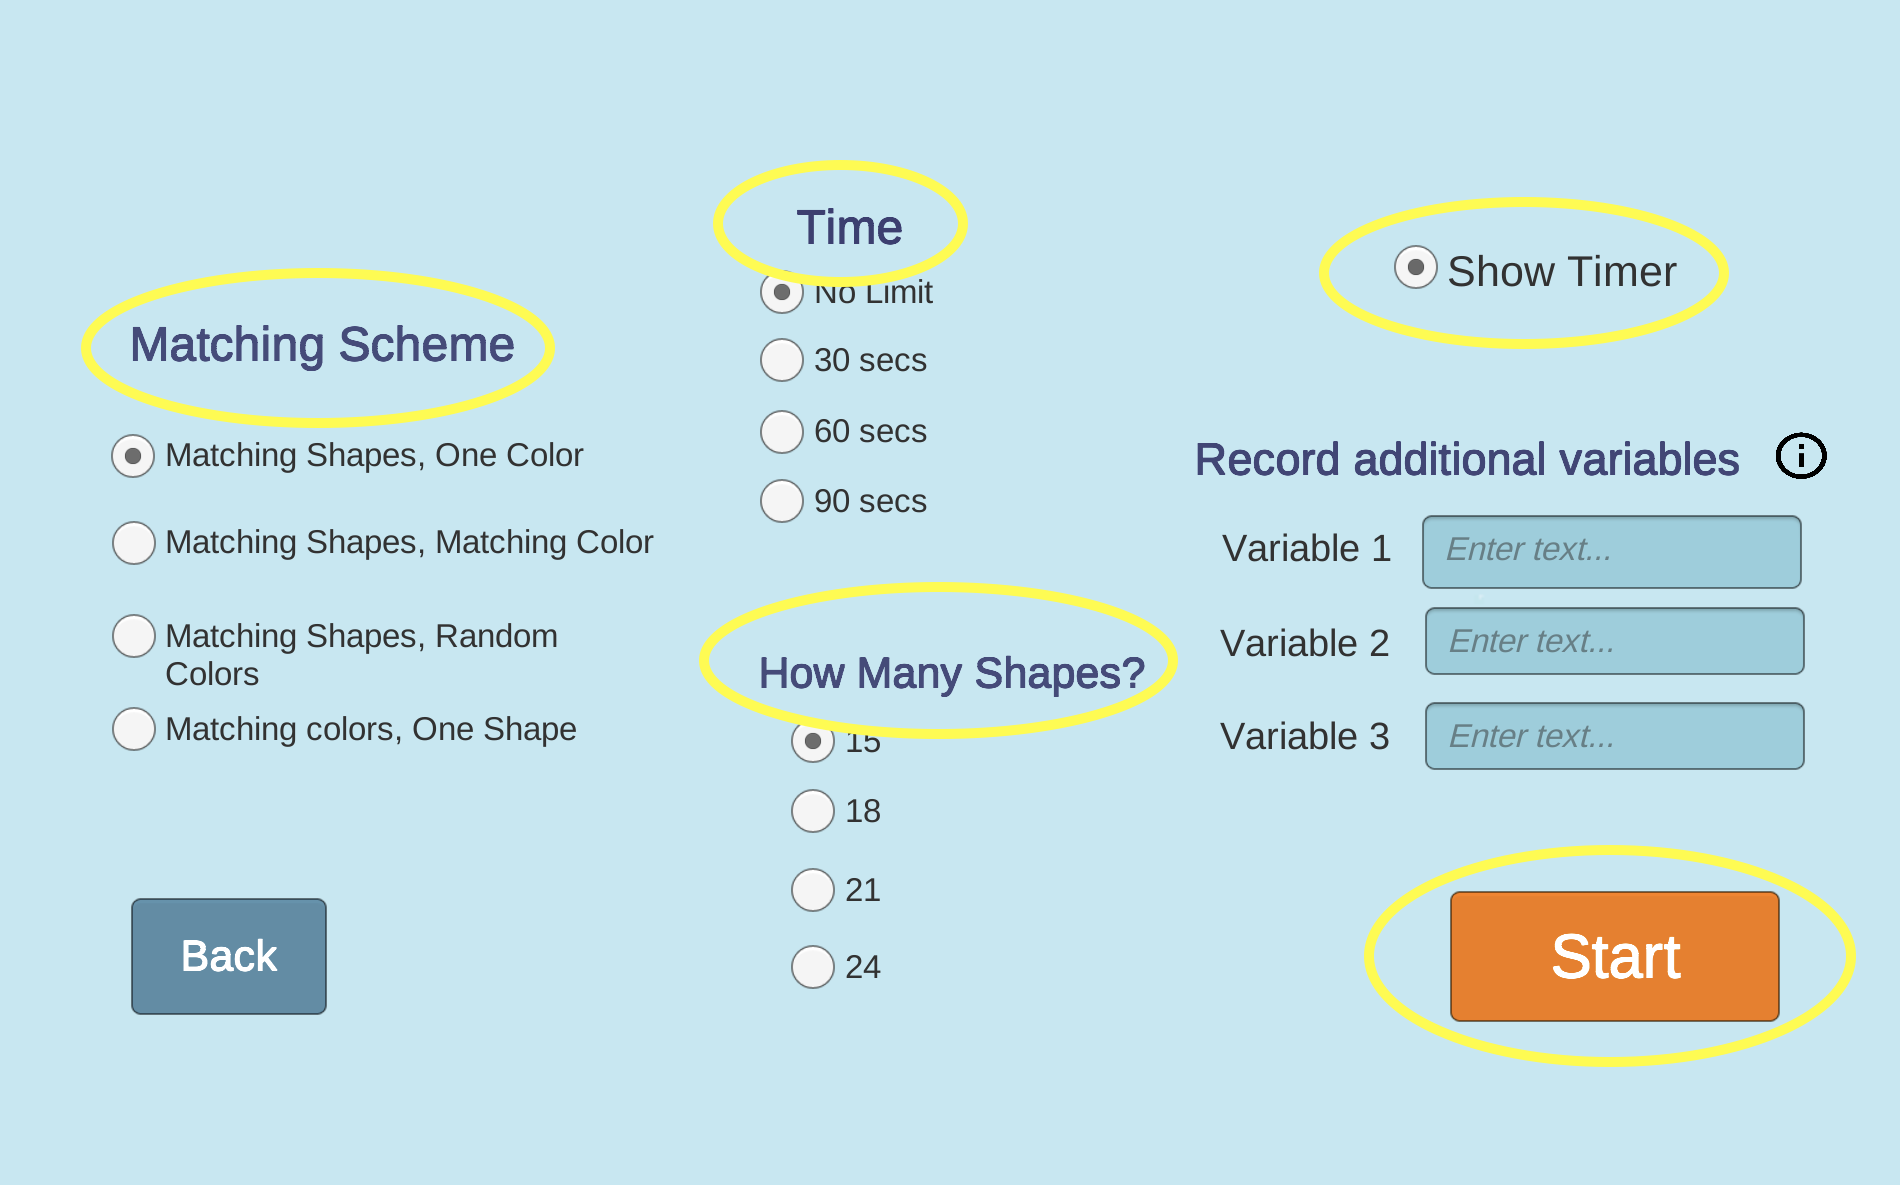 Matching Scheme
Matching Shapes, One Color
Matching Shapes, Matching Color
Matching Shapes, Random
Colors
Matching colors, One Shape
Back
Time
No Limit
30 secs
60 secs
90 secs
How Many Shapes?
15
18
21
24
Show Timer
Record additional variables
Variable 1 Enter text...
Variable 2 Enter text...
Variable 3 Enter text...
Start